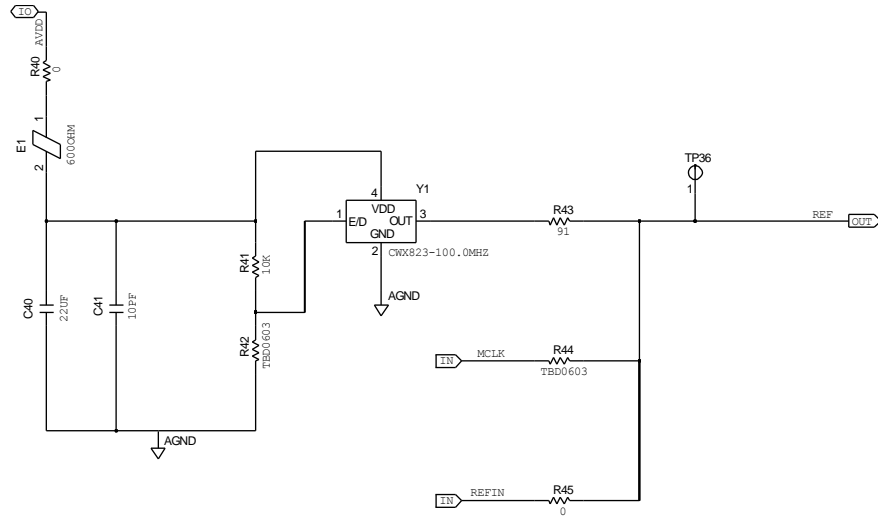 IO
AVDD
R40
0
1
E1
600OHM
2
C40
22UF
C41
10PF
R41
10K
R42
TBD0603
AGND
Y1
4
VDD
1
E/D
OUT
3
GND
2
CWX823-100.0MHZ
AGND
R43
91
TP36
1
REF
OUT
IN
MCLK
R44
TBD0603
IN
REFIN
R45
0